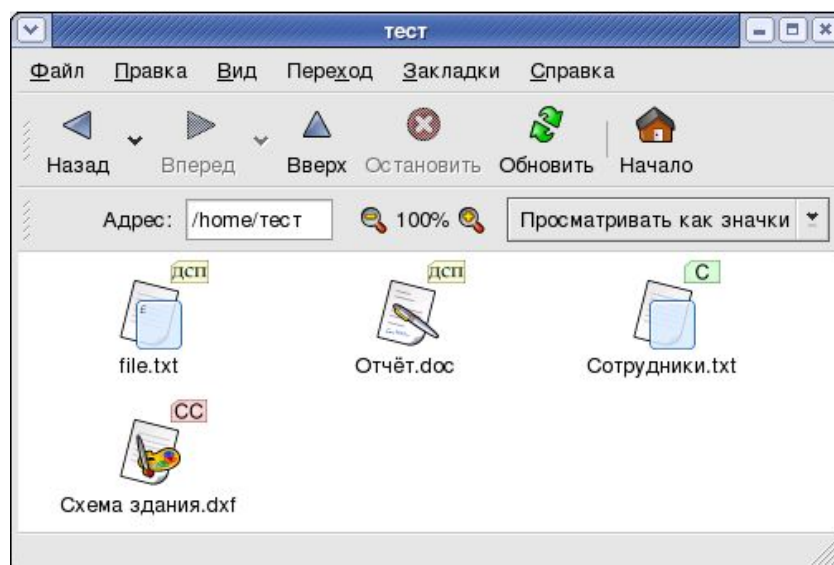 тест
Файл Правка Вид Переход Закладки Справка
Назад Вперед Вверх Остановить Обновить Начало
Адрес: /home/тест 100% Просматривать как значки
дсп дсп С
file.txt Отчёт.doc Сотрудники.txt
СС
Схема здания.dxf